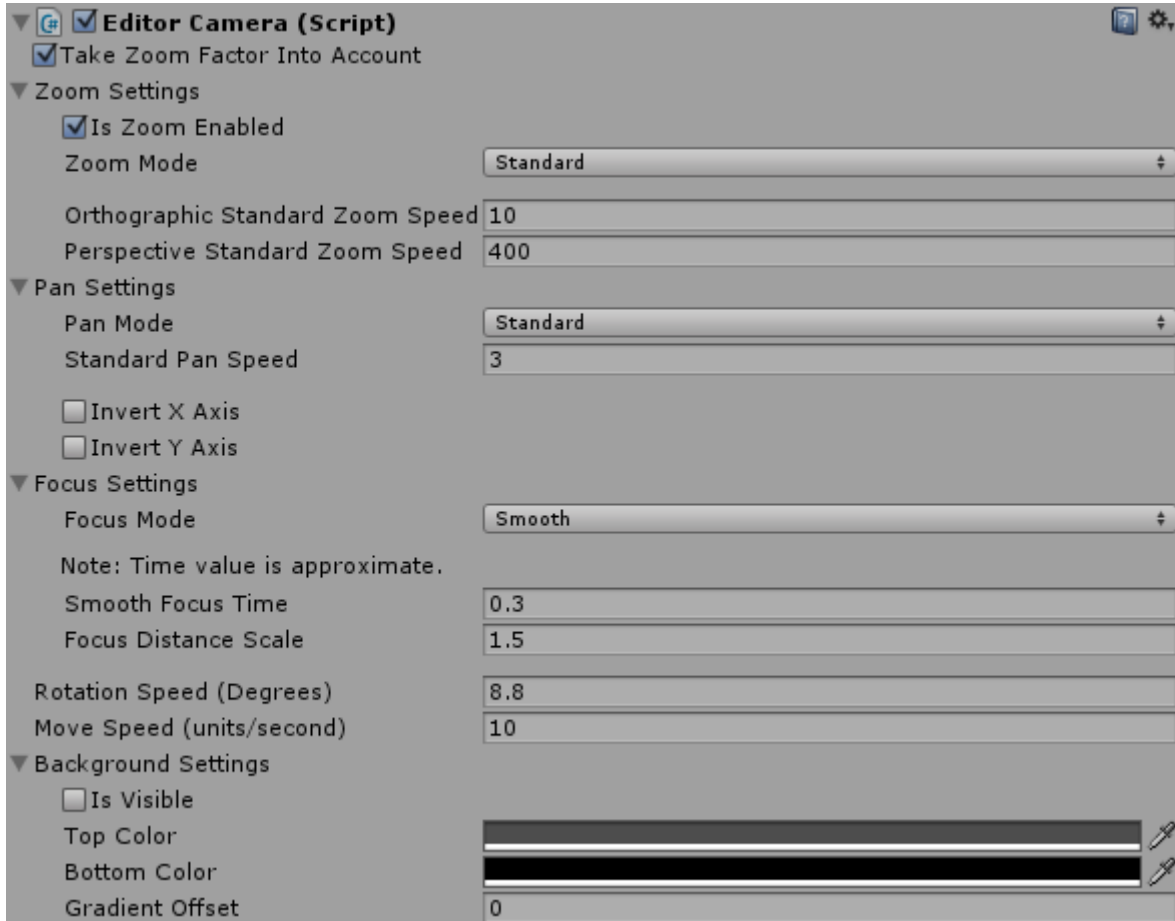 Editor Camera (Script)
Take Zoom Factor Into Account
Zoom Settings
Is Zoom Enabled
Zoom Mode Standard
Orthographic Standard Zoom Speed 10
Perspective Standard Zoom Speed 400
Pan Settings
Pan Mode Standard
Standard Pan Speed 3
Invert X Axis
Invert Y Axis
Focus Settings
Focus Mode Smooth
Note: Time value is approximate.
Smooth Focus Time 0.3
Focus Distance Scale 1.5
Rotation Speed (Degrees) 8.8
Move Speed (units/second) 10
Background Settings
Is Visible
Top Color
Bottom Color
Gradient Offset 0